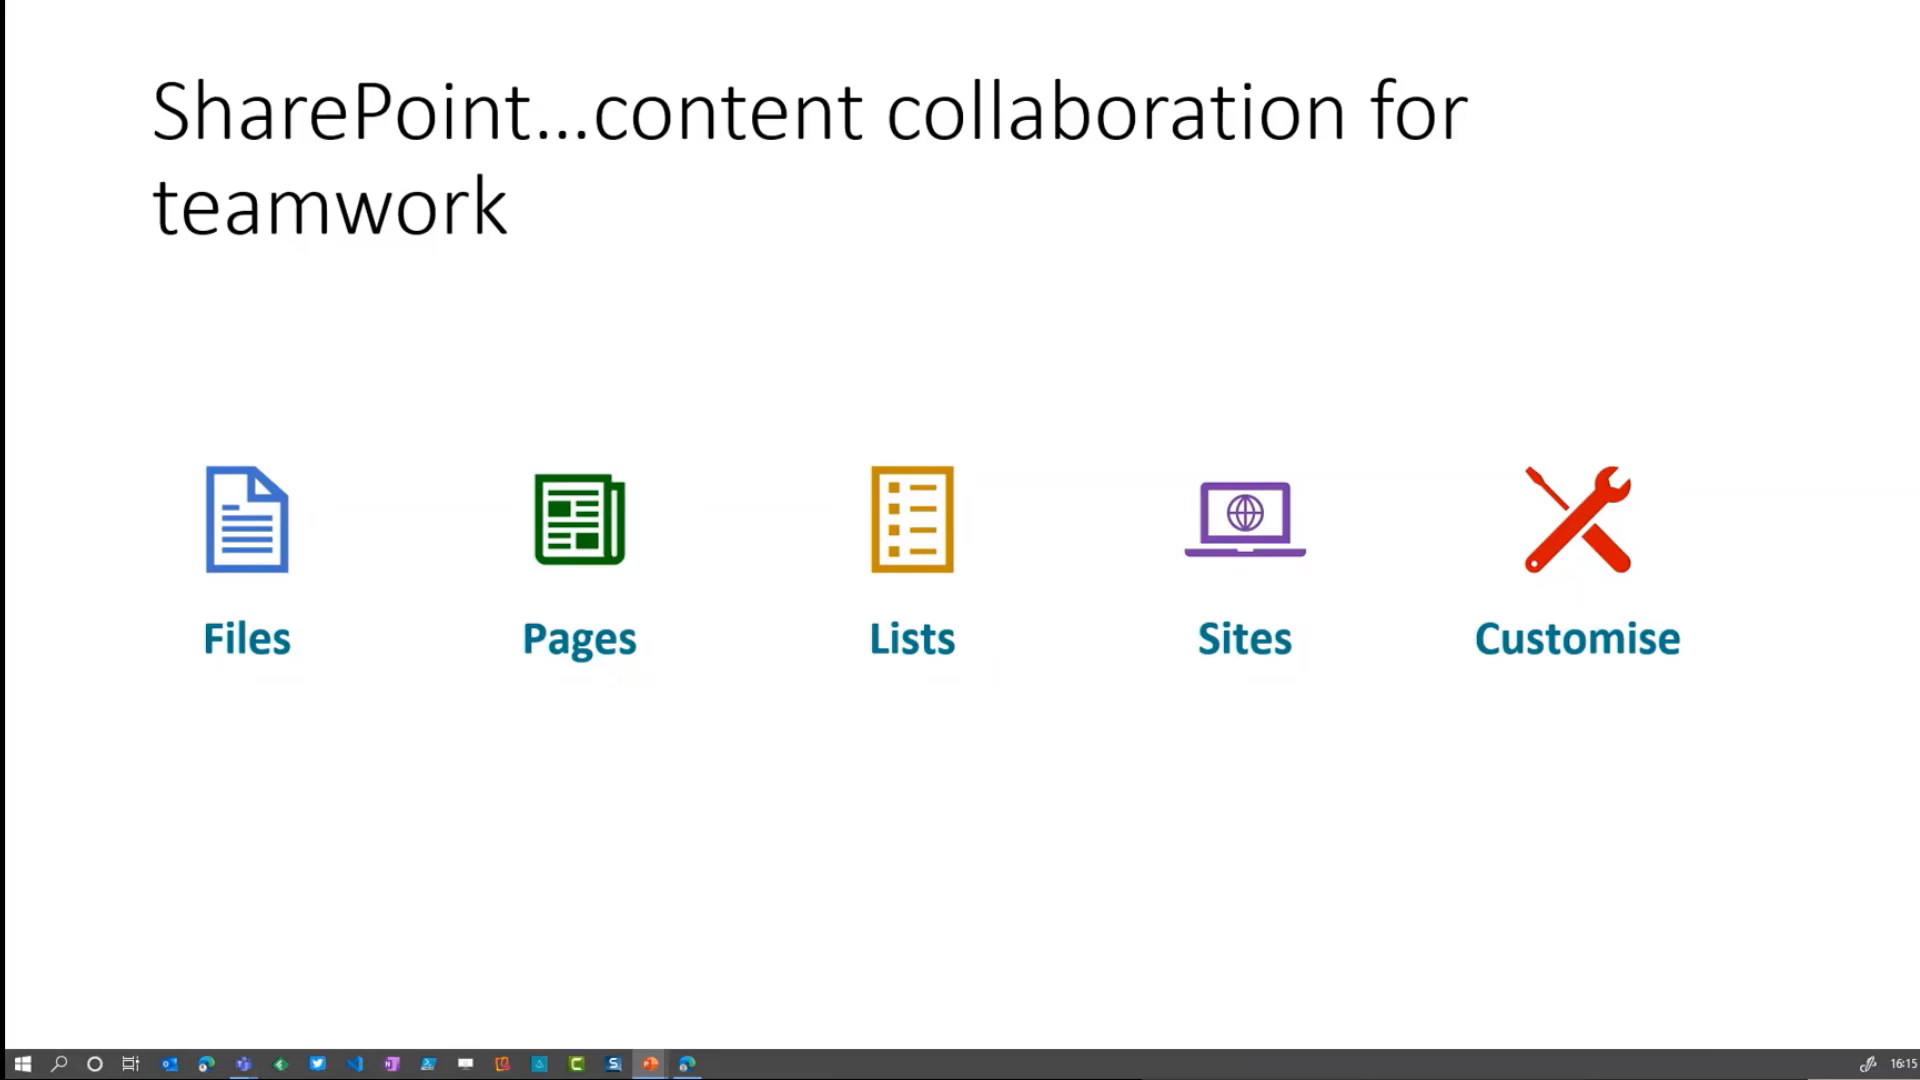 SharePoint...content collaboration for
teamwork
Files
Pages
Lists
Sites
Customise
16:15